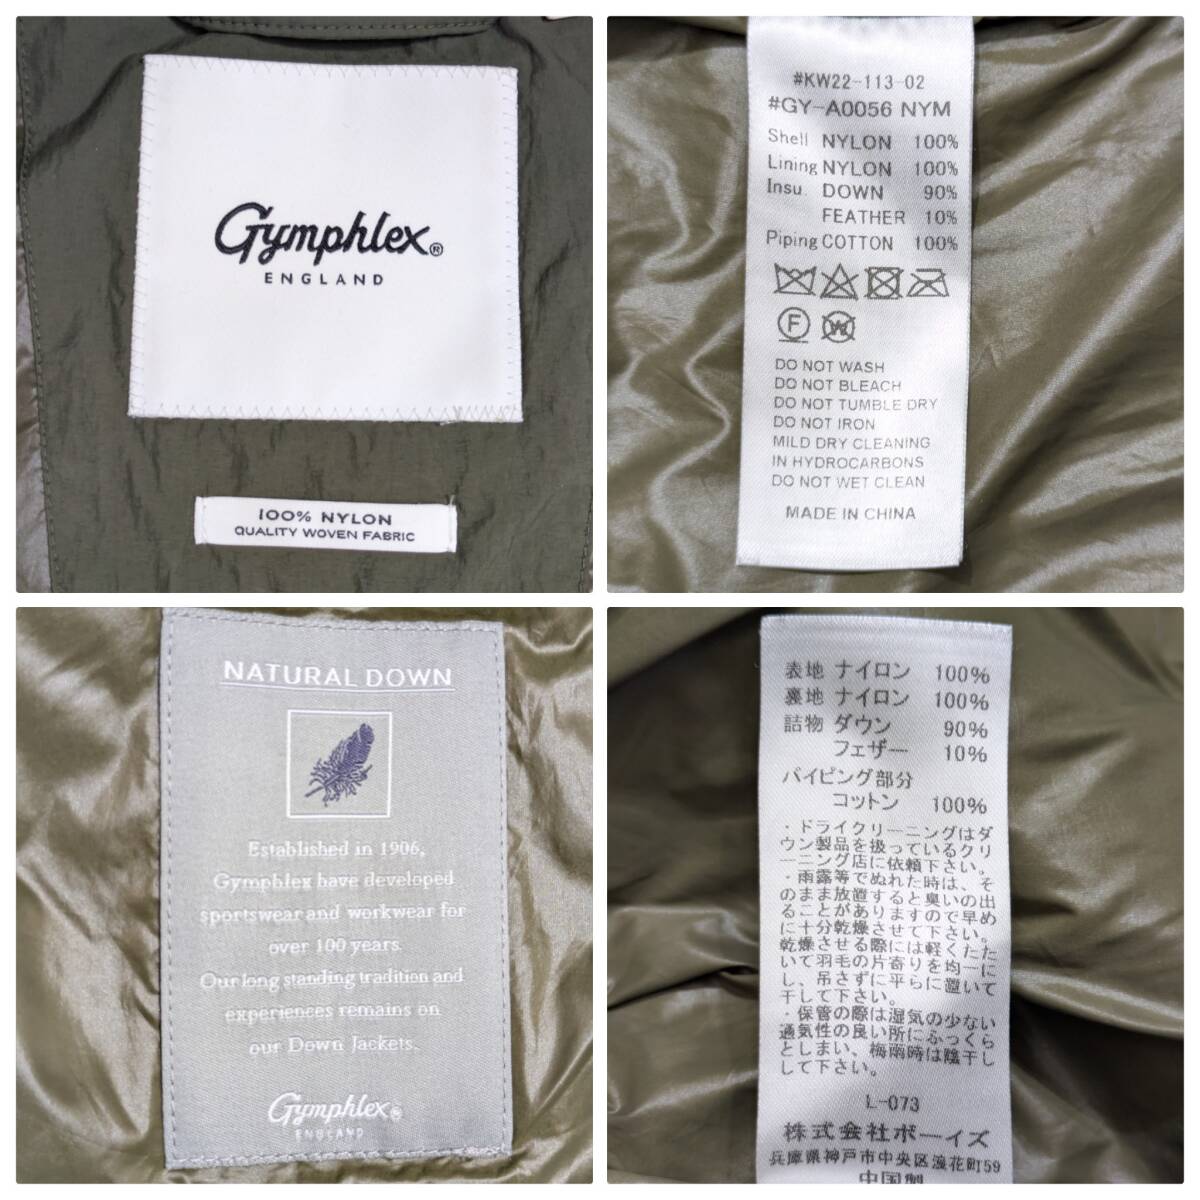 Gymphlex®
ENGLAND
100% NYLON
QUALITY WOVEN FABRIC
#KW22-113-02
#GY-A0056 NYM
Shell NYLON 100%
Lining NYLON 100%
Insu. DOWN 90%
FEATHER 10%
Piping COTTON 100%
F W
DO NOT WASH
DO NOT BLEACH
DO NOT TUMBLE DRY
DO NOT IRON
MILD DRY CLEANING
IN HYDROCARBONS
DO NOT WET CLEAN
MADE IN CHINA
NATURAL DOWN
Established in 1906,
Gymphlex have developed
sportswear and workwear for
over 100 years.
Our long standing tradition and
experiences remains on
our Down Jackets.
Gymphlex®
ENGLAND
表地 ナイロン 100%
裏地 ナイロン 100%
詰物 ダウン 90%
フェザー 10%
パイピング部分
コットン 100%
・ドライクリーニングはダ
ウン製品を扱っているクリ
ーニング店に依頼下さい。
・雨露等でぬれた時は、そ
のまま放置すると臭いの出
ることがありますので早め
に十分乾燥させて下さい。
乾燥させる際には軽くたた
いて羽毛の片寄りを均一に
し、吊さずに平らに置いて
干して下さい。
・保管の際は湿気の少ない
通気性の良い所にふっくら
としまい、梅雨時は陰干し
して下さい。
L-073
株式会社ボーイズ
兵庫県神戸市中央区浪花町59
中国製